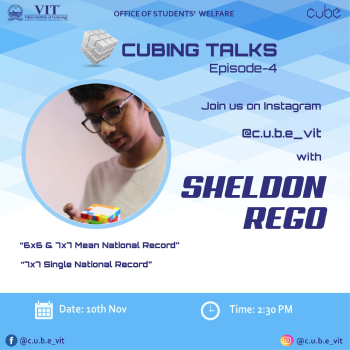 VIT
OFFICE OF STUDENTS' WELFARE
cube
CUBING TALKS
Episode-4
Join us on Instagram
@c.u.b.e_vit
with
SHELDON
REGO
"6x6 & 7x7 Mean National Record"
"7x7 Single National Record"
Date: 10th Nov
Time: 2:30 PM
@c.u.b.e_vit
@c.u.b.e_vit